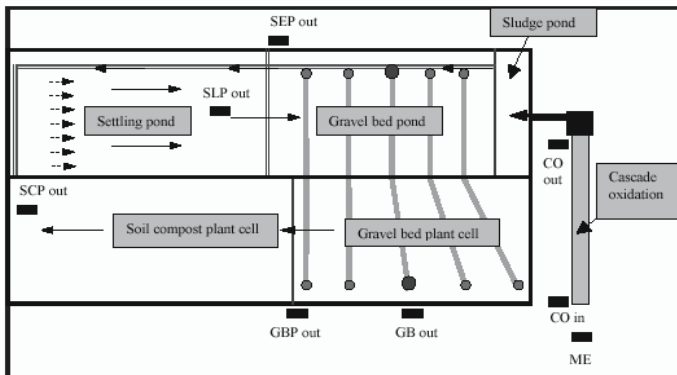 SEP out
Sludge pond
SLP out
Settling pond
Gravel bed pond
CO
out
Cascade
oxidation
SCP out
Soil compost plant cell
Gravel bed plant cell
CO in
GBP out
GB out
ME